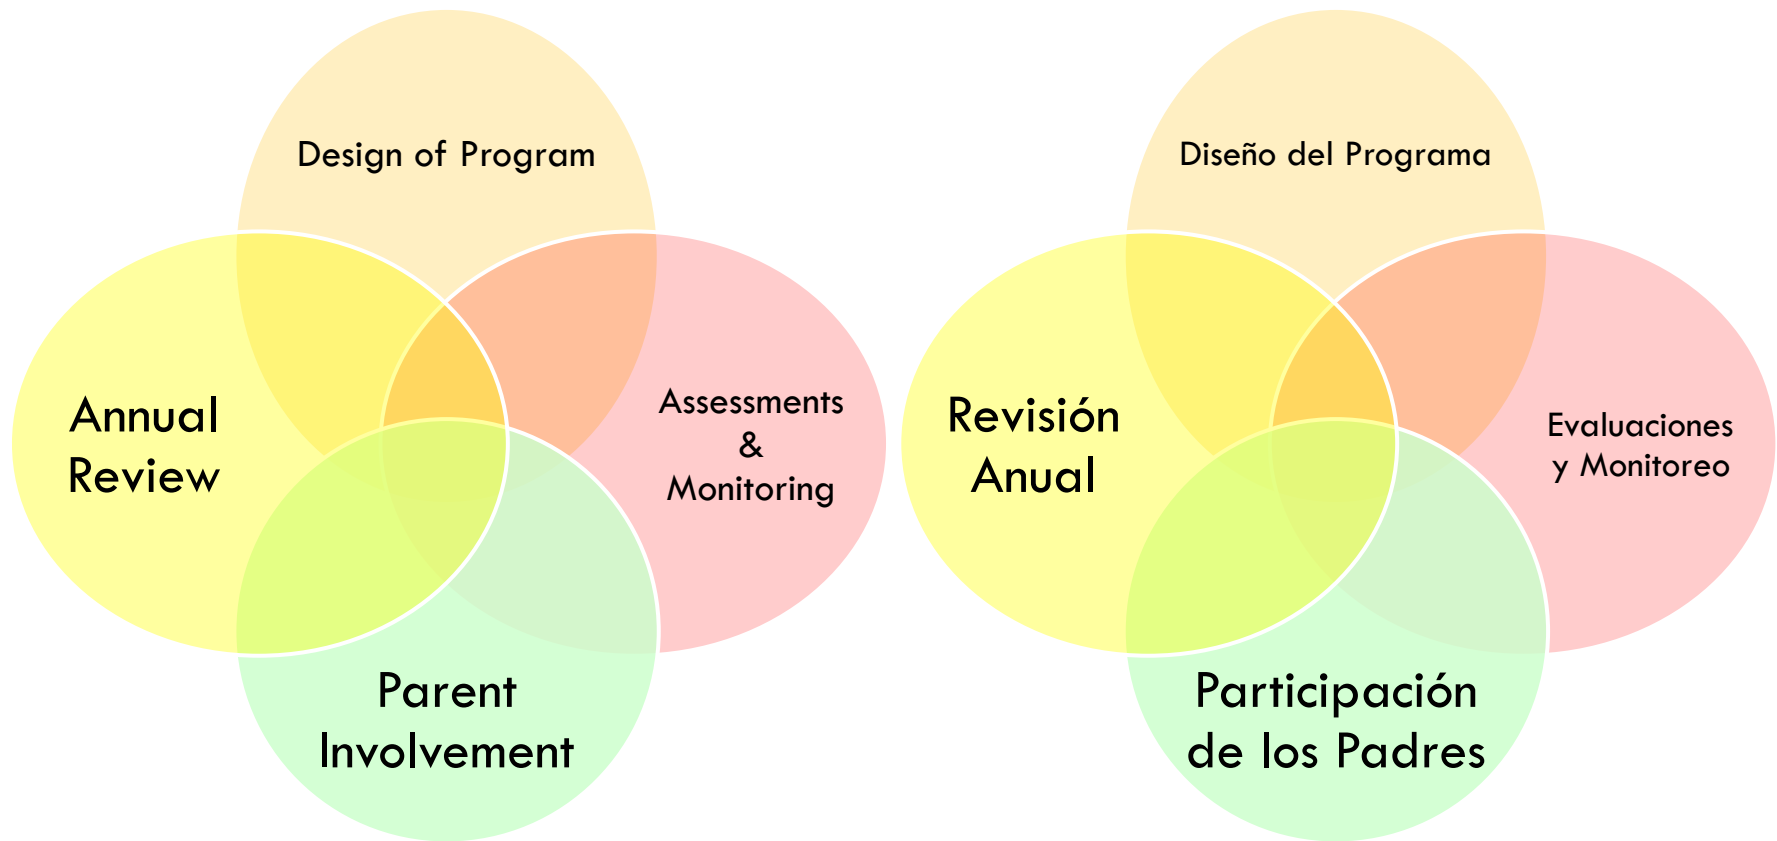 Design of Program
Annual
Review
Assessments
&
Monitoring
Parent
Involvement
Diseño del Programa
Revisión
Anual
Evaluaciones
y Monitoreo
Participación
de los Padres